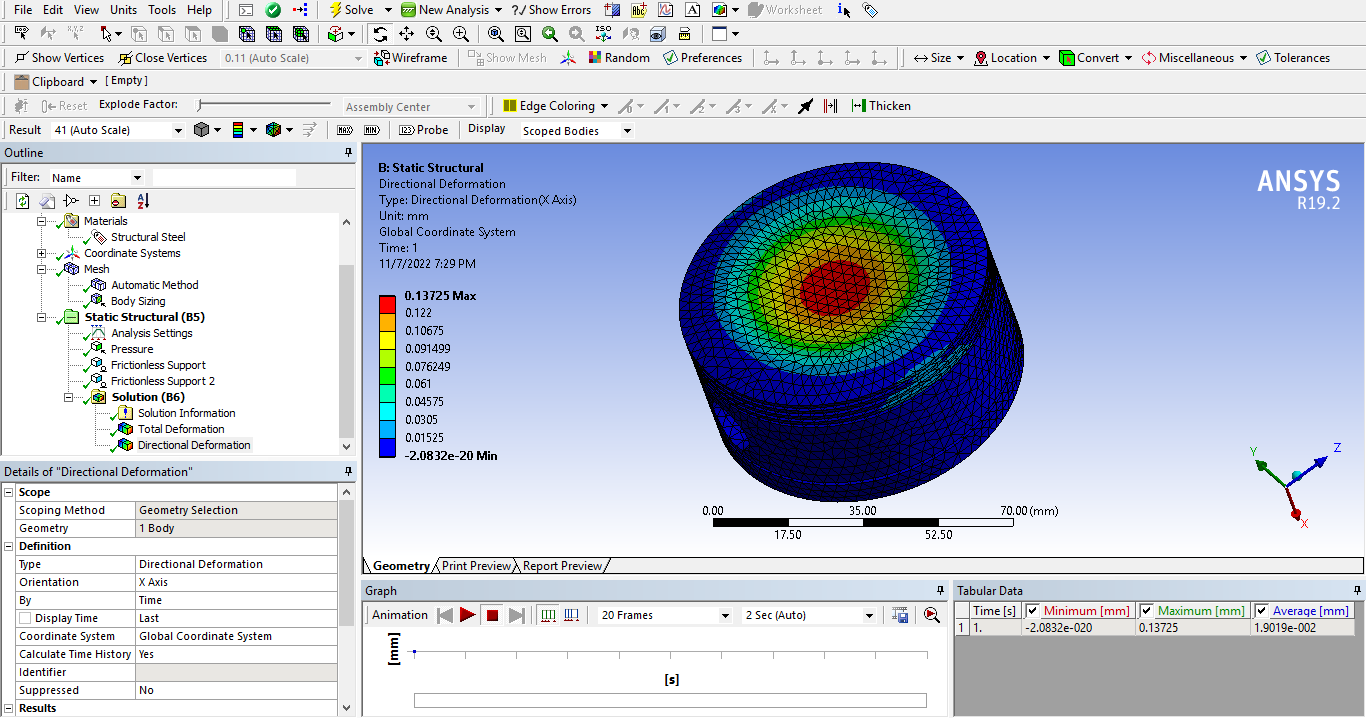 File Edit View Units Tools Help Solve New Analysis ?/ Show Errors A Worksheet i
X,Y,Z ISO
Show Vertices Close Vertices 0.11 (Auto Scale) Wireframe Show Mesh Random Preferences Size Location Convert Miscellaneous Tolerances
Clipboard [ Empty ]
Reset Explode Factor: Assembly Center Edge Coloring Thicken
Result 41 (Auto Scale) MAX MIN 123 Probe Display Scoped Bodies
Outline
Filter: Name
Materials
Structural Steel
Coordinate Systems
Mesh
Automatic Method
Body Sizing
Static Structural (B5)
Analysis Settings
Pressure
Frictionless Support
Frictionless Support 2
Solution (B6)
Solution Information
Total Deformation
Directional Deformation
Details of "Directional Deformation"
Scope
Scoping Method Geometry Selection
Geometry 1 Body
Definition
Type Directional Deformation
Orientation X Axis
By Time
Display Time Last
Coordinate System Global Coordinate System
Calculate Time History Yes
Identifier
Suppressed No
Results
B: Static Structural
Directional Deformation
Type: Directional Deformation(X Axis)
Unit: mm
Global Coordinate System
Time: 1
11/7/2022 7:29 PM
0.13725 Max
0.122
0.10675
0.091499
0.076249
0.061
0.04575
0.0305
0.01525
-2.0832e-20 Min
ANSYS
R19.2
Y Z
X
0.00 35.00 70.00 (mm)
17.50 52.50
Geometry Print Preview Report Preview
Graph
Animation 20 Frames 2 Sec (Auto)
[mm]
[s]
Tabular Data
Time [s] Minimum [mm] Maximum [mm] Average [mm]
1 1. -2.0832e-020 0.13725 1.9019e-002